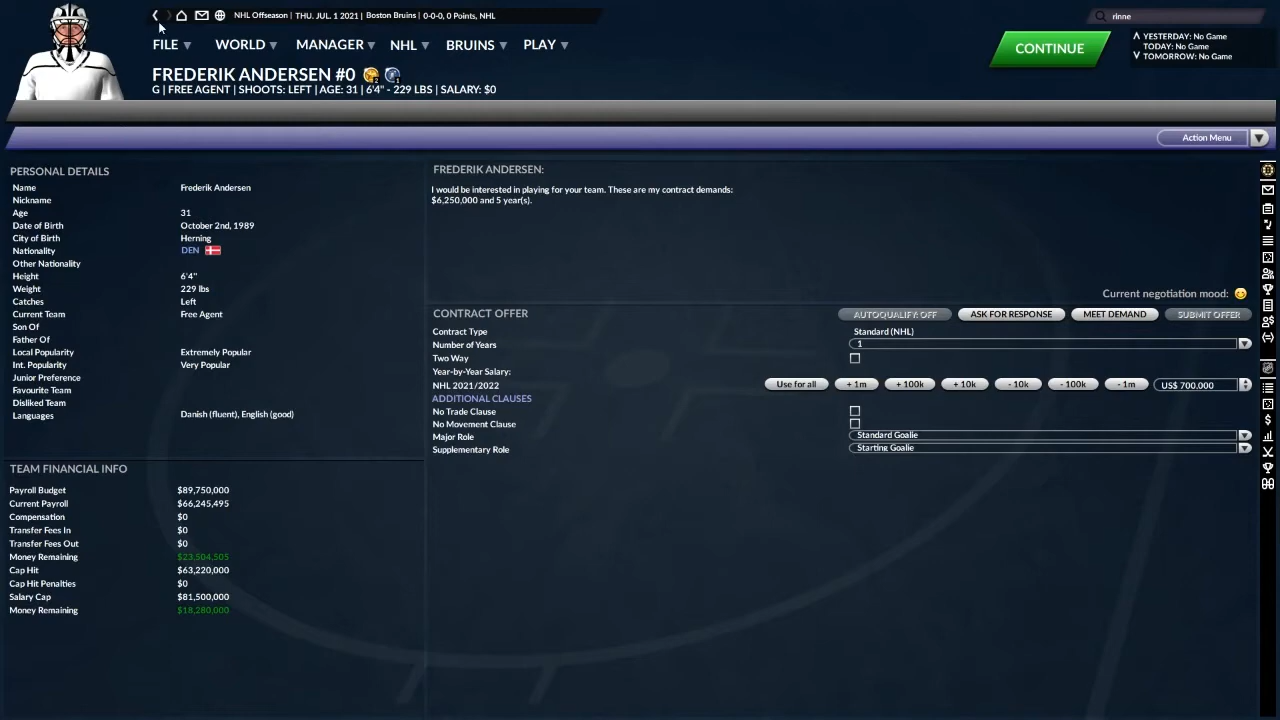 NHL Offseason | THU. JUL. 1 2021 | Boston Bruins | 0-0-0, 0 Points, NHL
rinne
FILE WORLD MANAGER NHL BRUINS PLAY
CONTINUE
YESTERDAY: No Game
TODAY: No Game
TOMORROW: No Game
FREDERIK ANDERSEN #0
G | FREE AGENT | SHOOTS: LEFT | AGE: 31 | 6'4" - 229 LBS | SALARY: $0
Action Menu
PERSONAL DETAILS
Name Frederik Andersen
Nickname
Age 31
Date of Birth October 2nd, 1989
City of Birth Herning
Nationality DEN
Other Nationality
Height 6'4"
Weight 229 lbs
Catches Left
Current Team Free Agent
Son Of
Father Of
Local Popularity Extremely Popular
Int. Popularity Very Popular
Junior Preference
Favourite Team
Disliked Team
Languages Danish (fluent), English (good)
TEAM FINANCIAL INFO
Payroll Budget $89,750,000
Current Payroll $66,245,495
Compensation $0
Transfer Fees In $0
Transfer Fees Out $0
Money Remaining $23,504,505
Cap Hit $63,220,000
Cap Hit Penalties $0
Salary Cap $81,500,000
Money Remaining $18,280,000
FREDERIK ANDERSEN:
I would be interested in playing for your team. These are my contract demands:
$6,250,000 and 5 year(s).
Current negotiation mood:
CONTRACT OFFER AUTOQUALIFY: OFF ASK FOR RESPONSE MEET DEMAND SUBMIT OFFER
Contract Type Standard (NHL)
Number of Years 1
Two Way
Year-by-Year Salary:
NHL 2021/2022 Use for all + 1m + 100k + 10k - 10k - 100k - 1m US$ 700,000
ADDITIONAL CLAUSES
No Trade Clause
No Movement Clause
Major Role Standard Goalie
Supplementary Role Starting Goalie